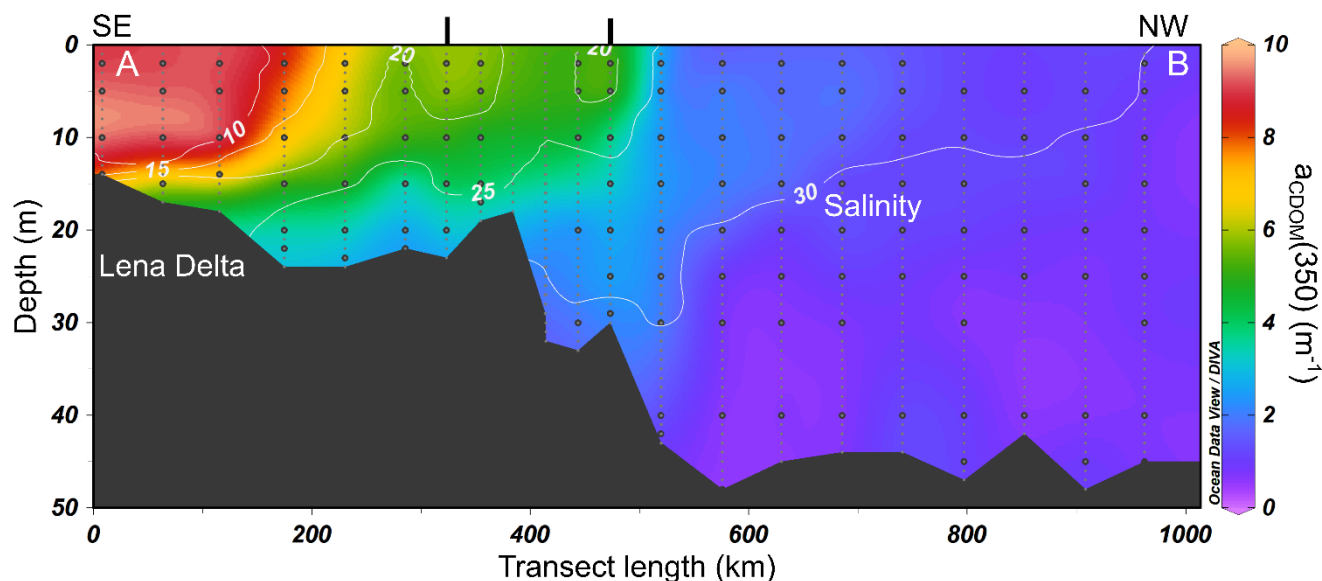 SE
NW
A
B
0
10
20
30
40
50
Depth (m)
10
15
20
20
25
30
Salinity
Lena Delta
0
200
400
600
800
1000
Transect length (km)
Ocean Data View / DIVA
10
8
6
4
2
0
aCDOM(350) (m⁻¹)